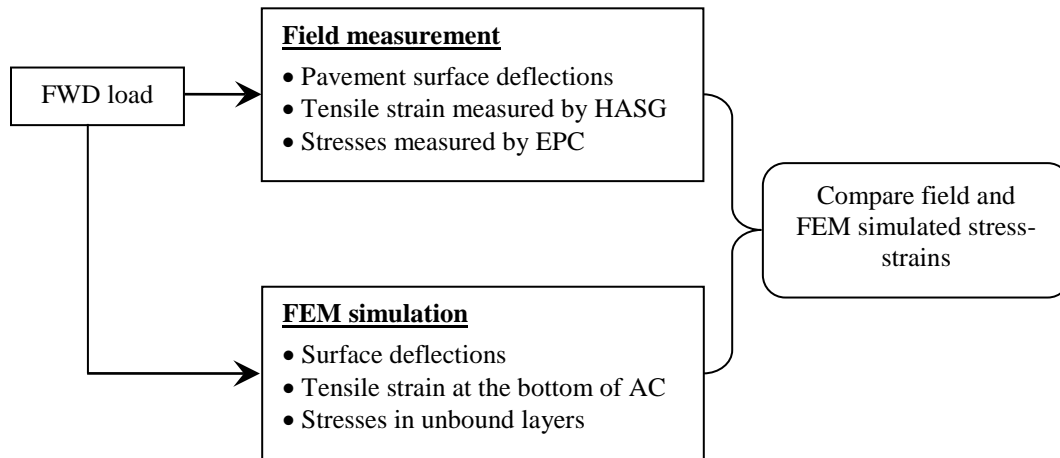 FWD load
Field measurement
• Pavement surface deflections
• Tensile strain measured by HASG
• Stresses measured by EPC
FEM simulation
• Surface deflections
• Tensile strain at the bottom of AC
• Stresses in unbound layers
Compare field and
FEM simulated stress-
strains